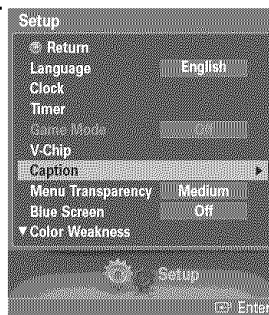 Setup
Return
Language English
Clock
Timer
Game Mode Off
V-Chip
Caption
Menu Transparency Medium
Blue Screen Off
▼Color Weakness
Setup
Enter